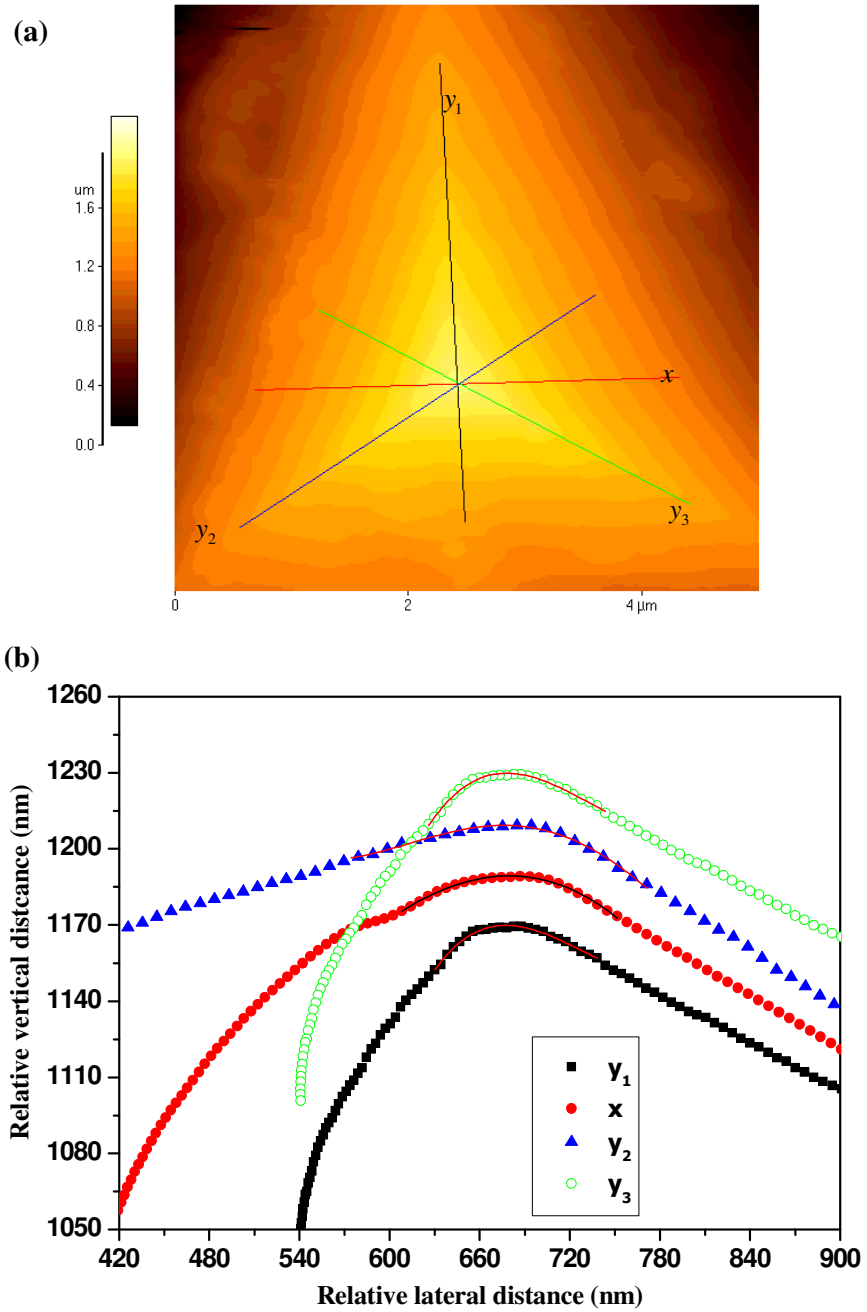 (a)
y1
um
1.6
1.2
x
0.8
0.4
0.0
y2
y3
0 2 4 µm
(b)
1260
1230
1200
1170
1140
1110
1080
1050
Relative vertical distcance (nm)
y1
x
y2
y3
420 480 540 600 660 720 780 840 900
Relative lateral distance (nm)